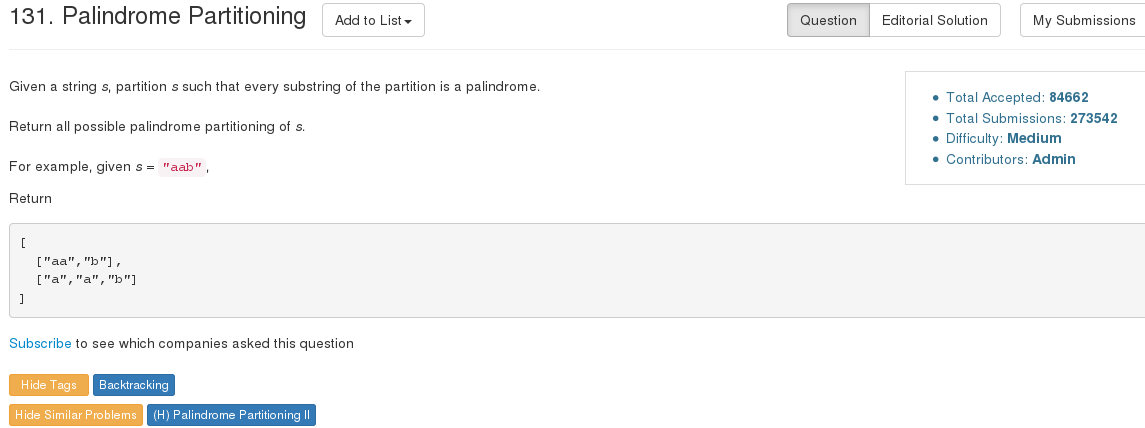 131. Palindrome Partitioning
Add to List
Question
Editorial Solution
My Submissions
Given a string s, partition s such that every substring of the partition is a palindrome.
Return all possible palindrome partitioning of s.
For example, given s = "aab",
Return
[
["aa","b"],
["a","a","b"]
]
Total Accepted: 84662
Total Submissions: 273542
Difficulty: Medium
Contributors: Admin
Subscribe to see which companies asked this question
Hide Tags Backtracking
Hide Similar Problems (H) Palindrome Partitioning II